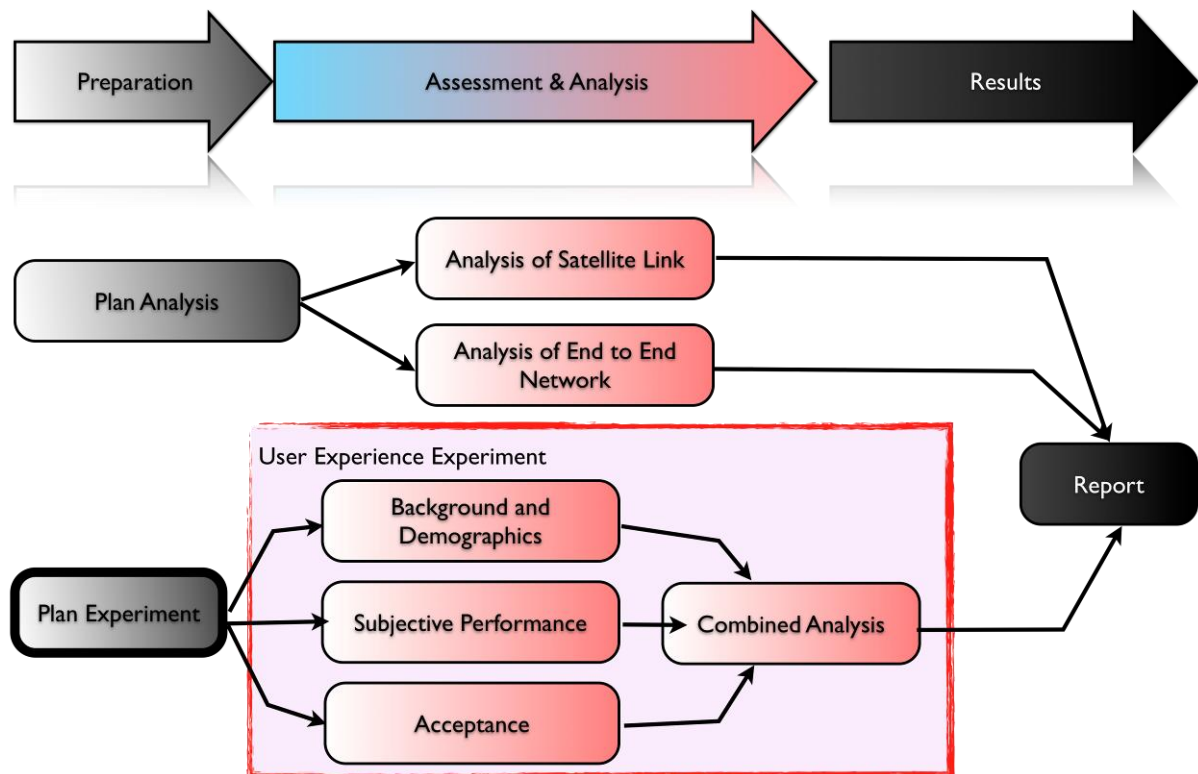 Preparation
Assessment & Analysis
Results
Analysis of Satellite Link
Plan Analysis
Analysis of End to End
Network
User Experience Experiment
Report
Background and
Demographics
Plan Experiment
Subjective Performance
Combined Analysis
Acceptance